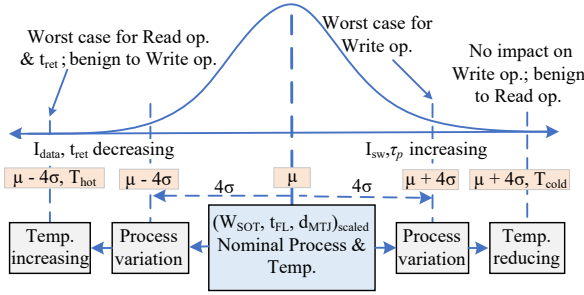 Worst case for Read op.
& t_ret; benign to Write op.
Worst case for
Write op.
No impact on
Write op.; benign
to Read op.
I_data, t_ret decreasing
I_sw, τ_p increasing
μ - 4σ, T_hot
μ - 4σ
μ
μ + 4σ
μ + 4σ, T_cold
4σ
4σ
Temp.
increasing
Process
variation
(W_SOT, t_FL, d_MTJ)_scaled
Nominal Process &
Temp.
Process
variation
Temp.
reducing